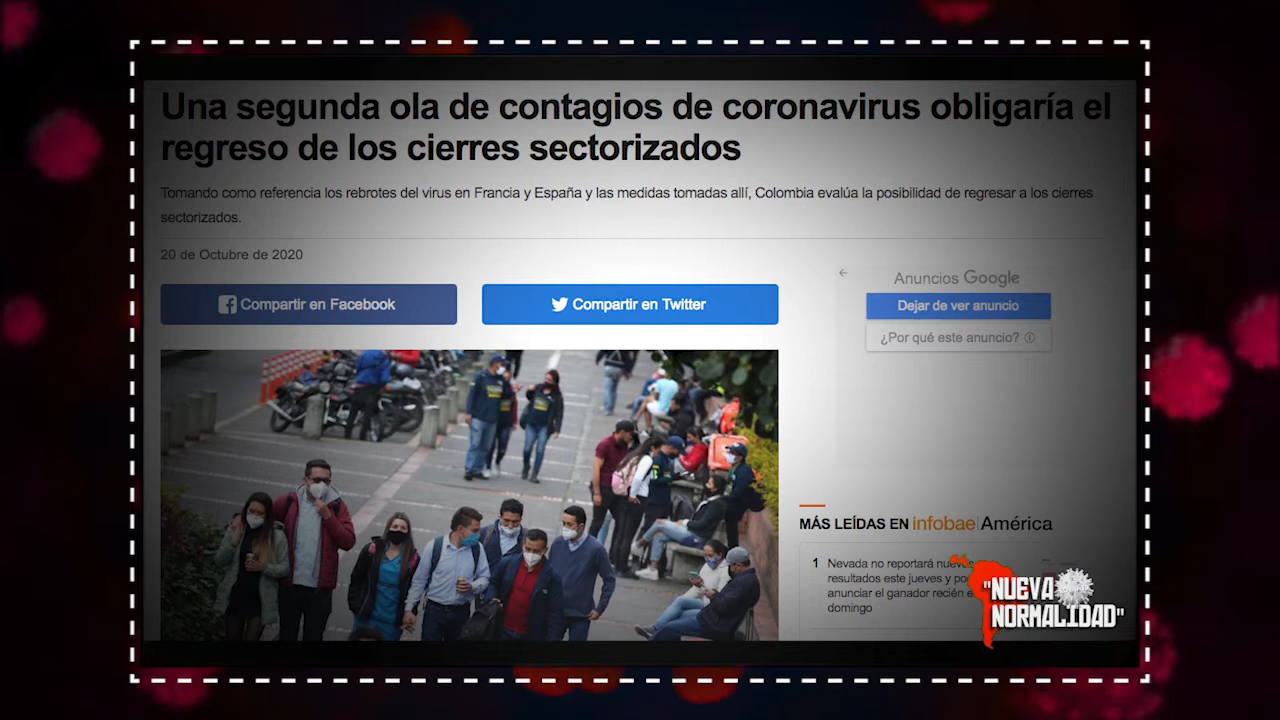 Una segunda ola de contagios de coronavirus obligaría el
regreso de los cierres sectorizados
Tomando como referencia los rebrotes del virus en Francia y España y las medidas tomadas allí, Colombia evalúa la posibilidad de regresar a los cierres
sectorizados.
20 de Octubre de 2020
Compartir en Facebook
Compartir en Twitter
Anuncios Google
Dejar de ver anuncio
¿Por qué este anuncio?
MÁS LEÍDAS EN infobae América
1 Nevada no reportará
resultados este jueves y
anunciar el ganador recién
domingo
"NUEVA
NORMALIDAD"